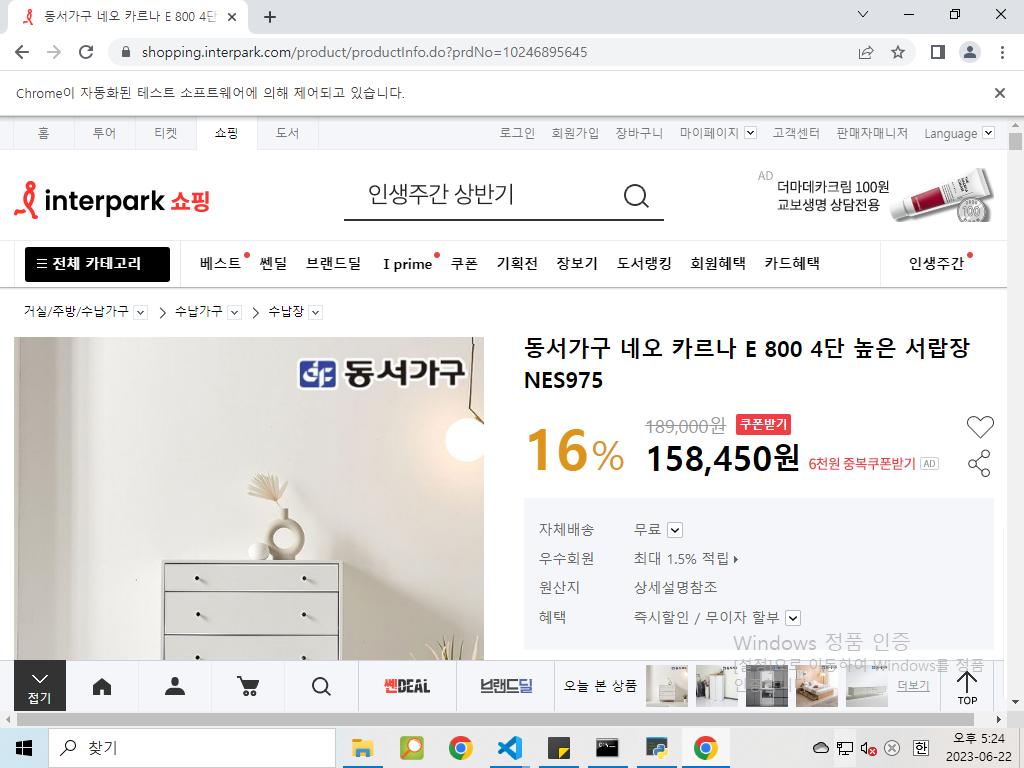 동서가구 네오 카르나 E 800 4단
shopping.interpark.com/product/productInfo.do?prdNo=10246895645
Chrome이 자동화된 테스트 소프트웨어에 의해 제어되고 있습니다.
홈 투어 티켓 쇼핑 도서 로그인 회원가입 장바구니 마이페이지 고객센터 판매자매니저 Language
interpark 쇼핑
인생주간 상반기
AD
더마데카크림 100원
교보생명 상담전용
전체 카테고리 베스트 쎈딜 브랜드딜 I prime 쿠폰 기획전 장보기 도서랭킹 회원혜택 카드혜택 인생주간
거실/주방/수납가구 수납가구 수납장
동서가구
동서가구 네오 카르나 E 800 4단 높은 서랍장
NES975
16% 189,000원 쿠폰받기
158,450원 6천원 중복쿠폰받기 AD
자체배송 무료
우수회원 최대 1.5% 적립
원산지 상세설명참조
혜택 즉시할인 / 무이자 할부
Windows 정품 인증
[설정]으로 이동하여 Windows를 정품
접기 쎈DEAL 브랜드딜 오늘 본 상품 더보기 TOP
찾기
오후 5:24
한
2023-06-22